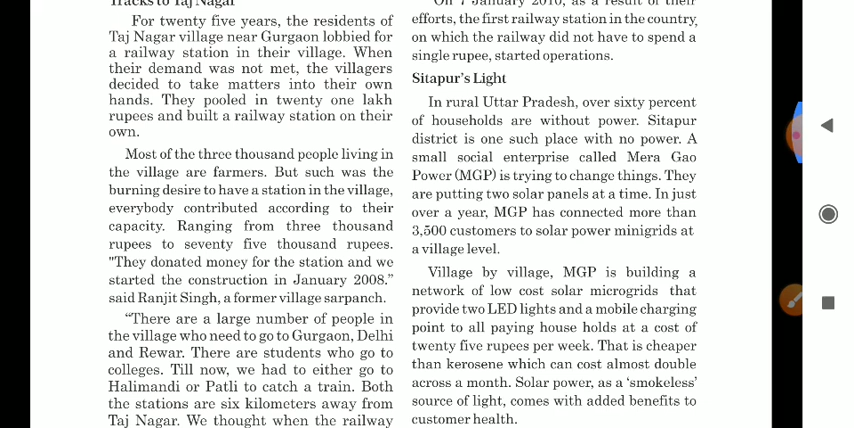 Tracks to Taj Nagar
For twenty five years, the residents of
Taj Nagar village near Gurgaon lobbied for
a railway station in their village. When
their demand was not met, the villagers
decided to take matters into their own
hands. They pooled in twenty one lakh
rupees and built a railway station on their
own.
Most of the three thousand people living in
the village are farmers. But such was the
burning desire to have a station in the village,
everybody contributed according to their
capacity. Ranging from three thousand
rupees to seventy five thousand rupees.
"They donated money for the station and we
started the construction in January 2008.”
said Ranjit Singh, a former village sarpanch.
“There are a large number of people in
the village who need to go to Gurgaon, Delhi
and Rewar. There are students who go to
colleges. Till now, we had to either go to
Halimandi or Patli to catch a train. Both
the stations are six kilometers away from
Taj Nagar. We thought when the railway
On 7 January 2010, as a result of their
efforts, the first railway station in the country,
on which the railway did not have to spend a
single rupee, started operations.
Sitapur's Light
In rural Uttar Pradesh, over sixty percent
of households are without power. Sitapur
district is one such place with no power. A
small social enterprise called Mera Gao
Power (MGP) is trying to change things. They
are putting two solar panels at a time. In just
over a year, MGP has connected more than
3,500 customers to solar power minigrids at
a village level.
Village by village, MGP is building a
network of low cost solar microgrids that
provide two LED lights and a mobile charging
point to all paying house holds at a cost of
twenty five rupees per week. That is cheaper
than kerosene which can cost almost double
across a month. Solar power, as a ‘smokeless’
source of light, comes with added benefits to
customer health.